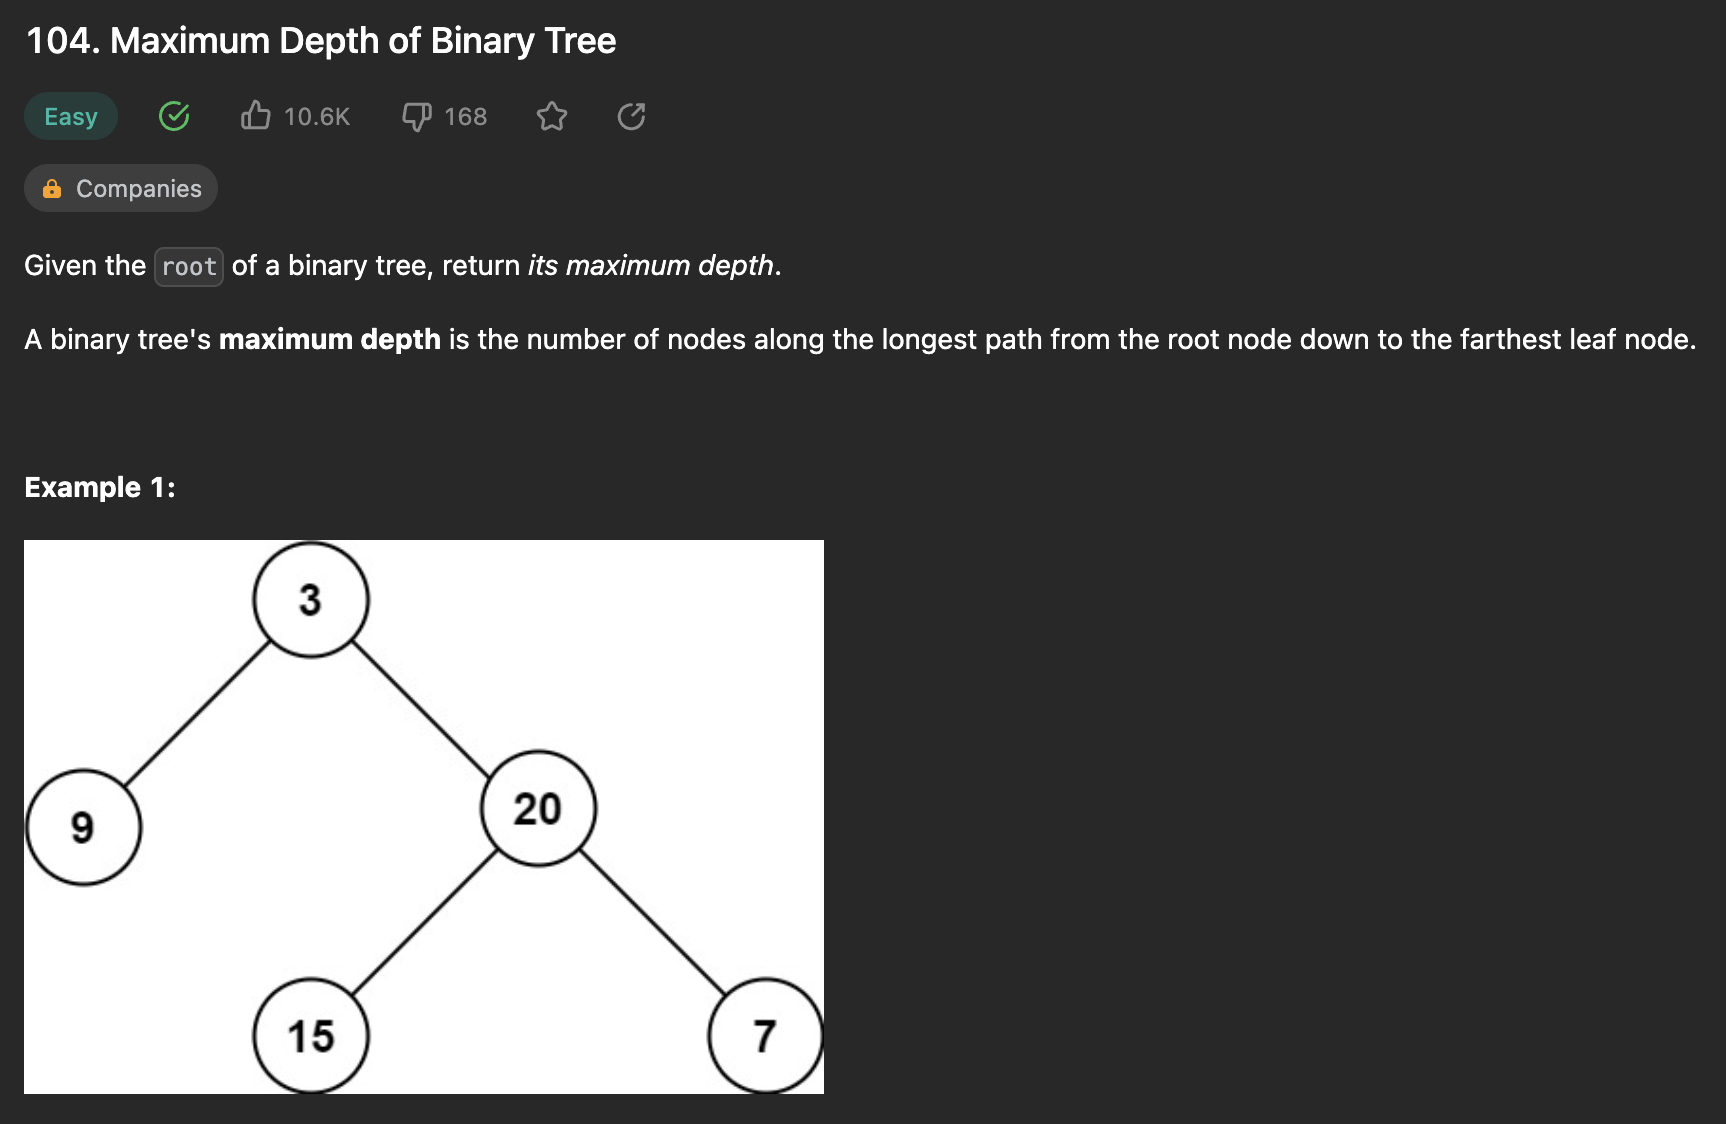 104. Maximum Depth of Binary Tree
Easy 10.6K 168
Companies
Given the root of a binary tree, return its maximum depth.
A binary tree's maximum depth is the number of nodes along the longest path from the root node down to the farthest leaf node.
Example 1:
3
9 20
15 7